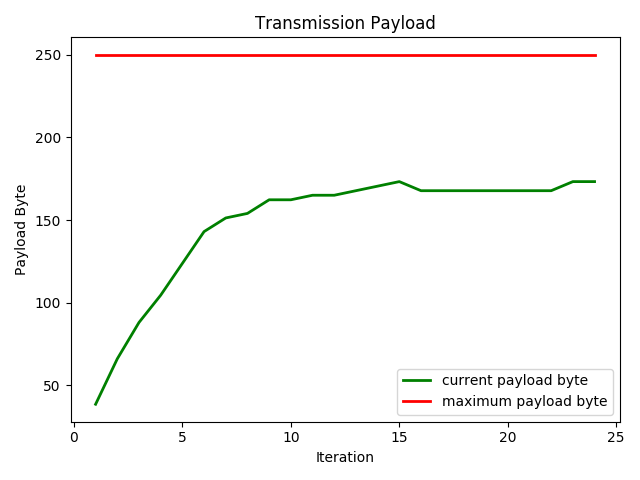 Transmission Payload
250
200
150
100
50
Payload Byte
0
5
10
15
20
25
Iteration
current payload byte
maximum payload byte